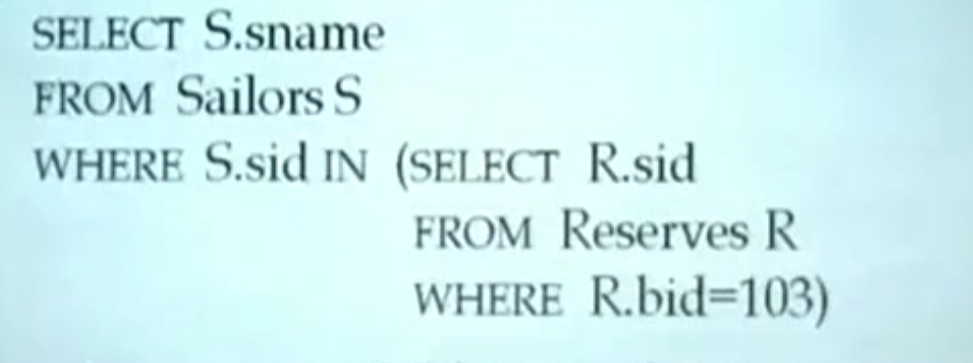 SELECT S.sname
FROM Sailors S
WHERE S.sid IN (SELECT R.sid
FROM Reserves R
WHERE R.bid=103)